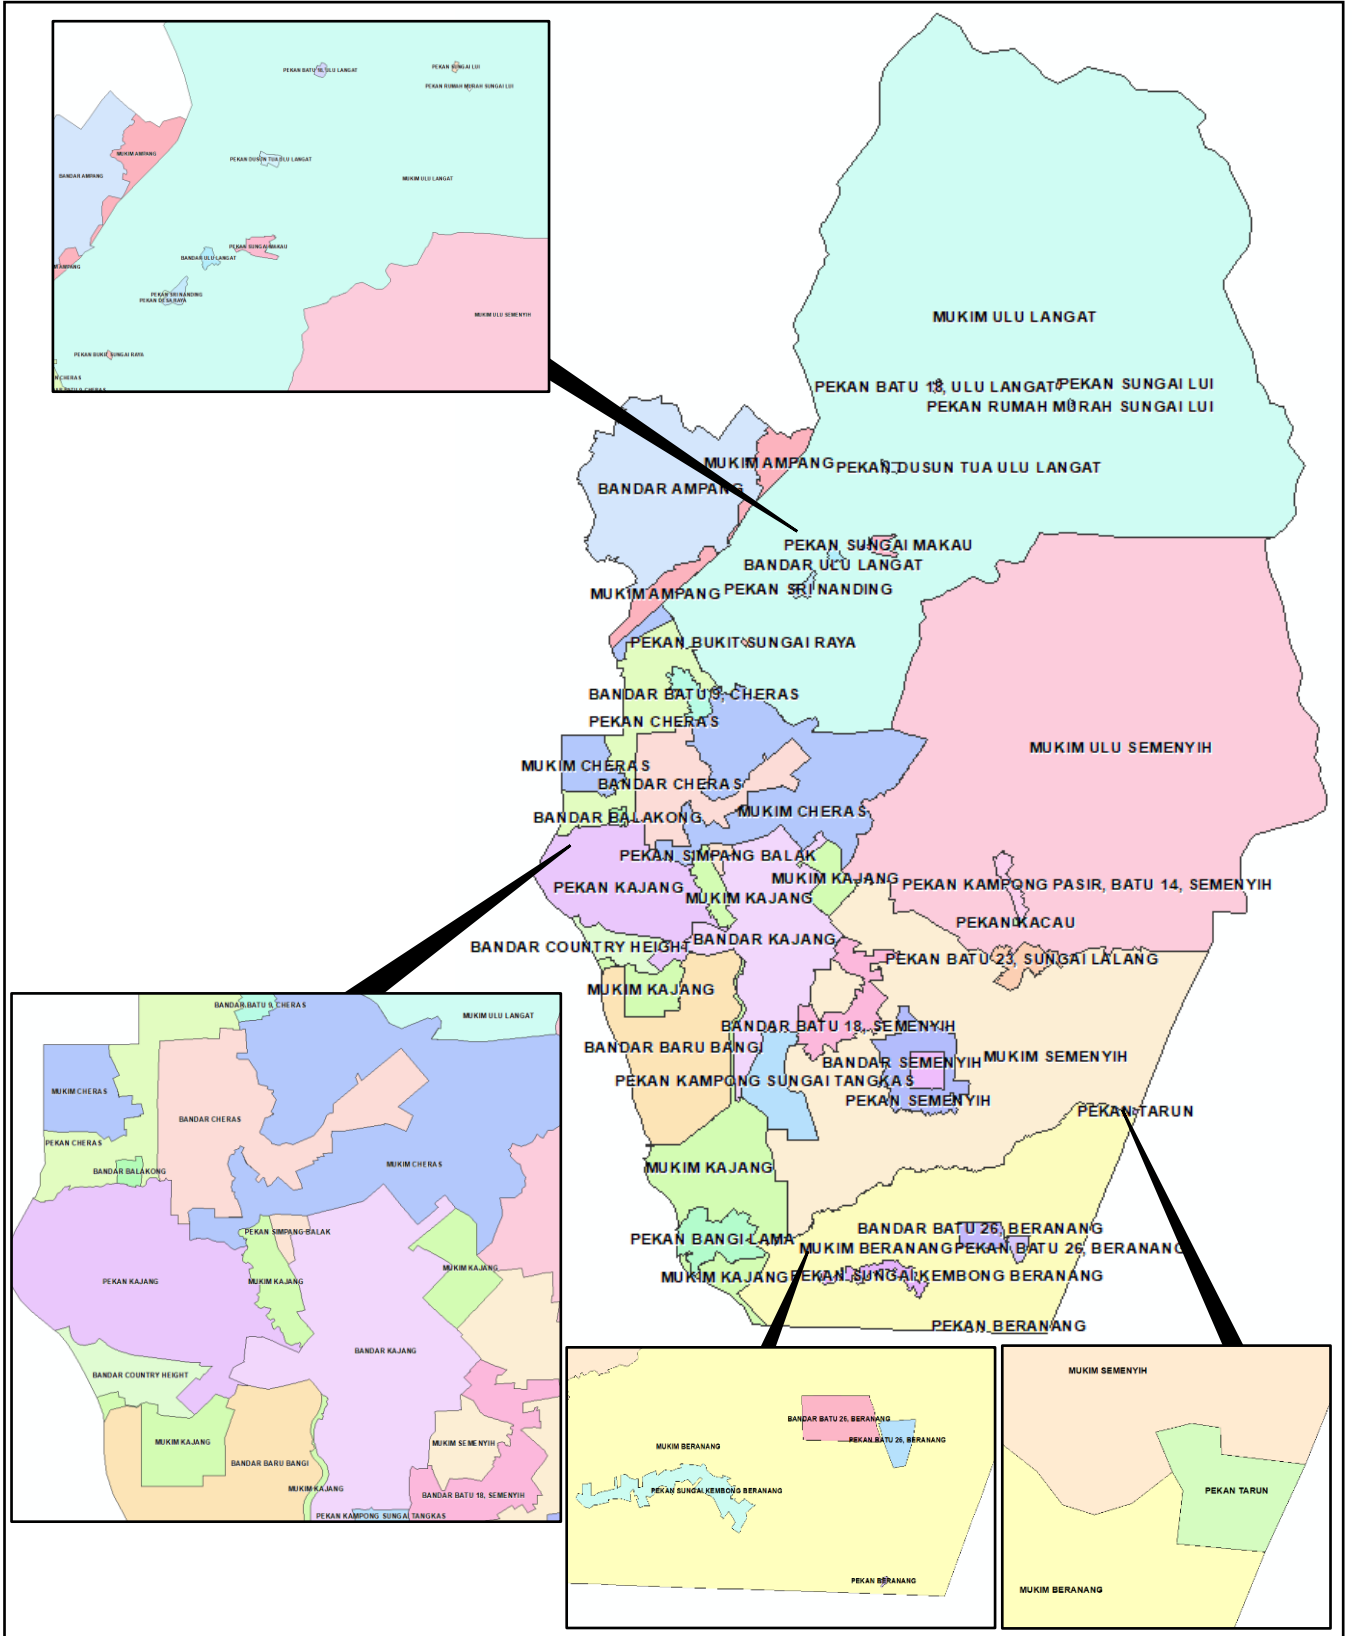 PEKAN BATU 18, ULU LANGAT
PEKAN SUNGAI LUI
PEKAN RUMAH MURAH SUNGAI LUI
MUKIM AMPANG
BANDAR AMPANG
PEKAN DUSUN TUA ULU LANGAT
MUKIM ULU LANGAT
PEKAN SUNGAI MAKAU
BANDAR ULU LANGAT
PEKAN SRI NANDING
PEKAN DESA RAYA
MUKIM ULU SEMENYIH
PEKAN BUKIT SUNGAI RAYA
MUKIM ULU LANGAT
PEKAN BATU 18, ULU LANGAT
PEKAN SUNGAI LUI
PEKAN RUMAH MURAH SUNGAI LUI
MUKIM AMPANG
PEKAN DUSUN TUA ULU LANGAT
BANDAR AMPANG
PEKAN SUNGAI MAKAU
BANDAR ULU LANGAT
MUKIM AMPANG
PEKAN SRI NANDING
PEKAN BUKIT SUNGAI RAYA
BANDAR BATU 9, CHERAS
PEKAN CHERAS
MUKIM ULU SEMENYIH
MUKIM CHERAS
BANDAR CHERAS
BANDAR BALAKONG
MUKIM CHERAS
PEKAN SIMPANG BALAK
PEKAN KAJANG
MUKIM KAJANG
MUKIM KAJANG
PEKAN KAMPONG PASIR, BATU 14, SEMENYIH
PEKAN KACAU
BANDAR COUNTRY HEIGHT
BANDAR KAJANG
PEKAN BATU 23, SUNGAI LALANG
MUKIM KAJANG
BANDAR BATU 18, SEMENYIH
BANDAR BARU BANGI
BANDAR SEMENYIH
MUKIM SEMENYIH
PEKAN KAMPONG SUNGAI TANGKAS
PEKAN SEMENYIH
PEKAN TARUN
MUKIM KAJANG
BANDAR BATU 26, BERANANG
PEKAN BANGI LAMA
MUKIM BERANANG
PEKAN BATU 26, BERANANG
MUKIM KAJANG
PEKAN SUNGAI KEMBONG BERANANG
PEKAN BERANANG
BANDAR BATU 9, CHERAS
MUKIM ULU LANGAT
MUKIM CHERAS
BANDAR CHERAS
PEKAN CHERAS
BANDAR BALAKONG
MUKIM CHERAS
PEKAN SIMPANG BALAK
PEKAN KAJANG
MUKIM KAJANG
MUKIM KAJANG
BANDAR KAJANG
BANDAR COUNTRY HEIGHT
MUKIM KAJANG
MUKIM SEMENYIH
BANDAR BARU BANGI
MUKIM KAJANG
BANDAR BATU 18, SEMENYIH
PEKAN KAMPONG SUNGAI TANGKAS
BANDAR BATU 26, BERANANG
PEKAN BATU 26, BERANANG
MUKIM BERANANG
PEKAN SUNGAI KEMBONG BERANANG
PEKAN BERANANG
MUKIM SEMENYIH
PEKAN TARUN
MUKIM BERANANG